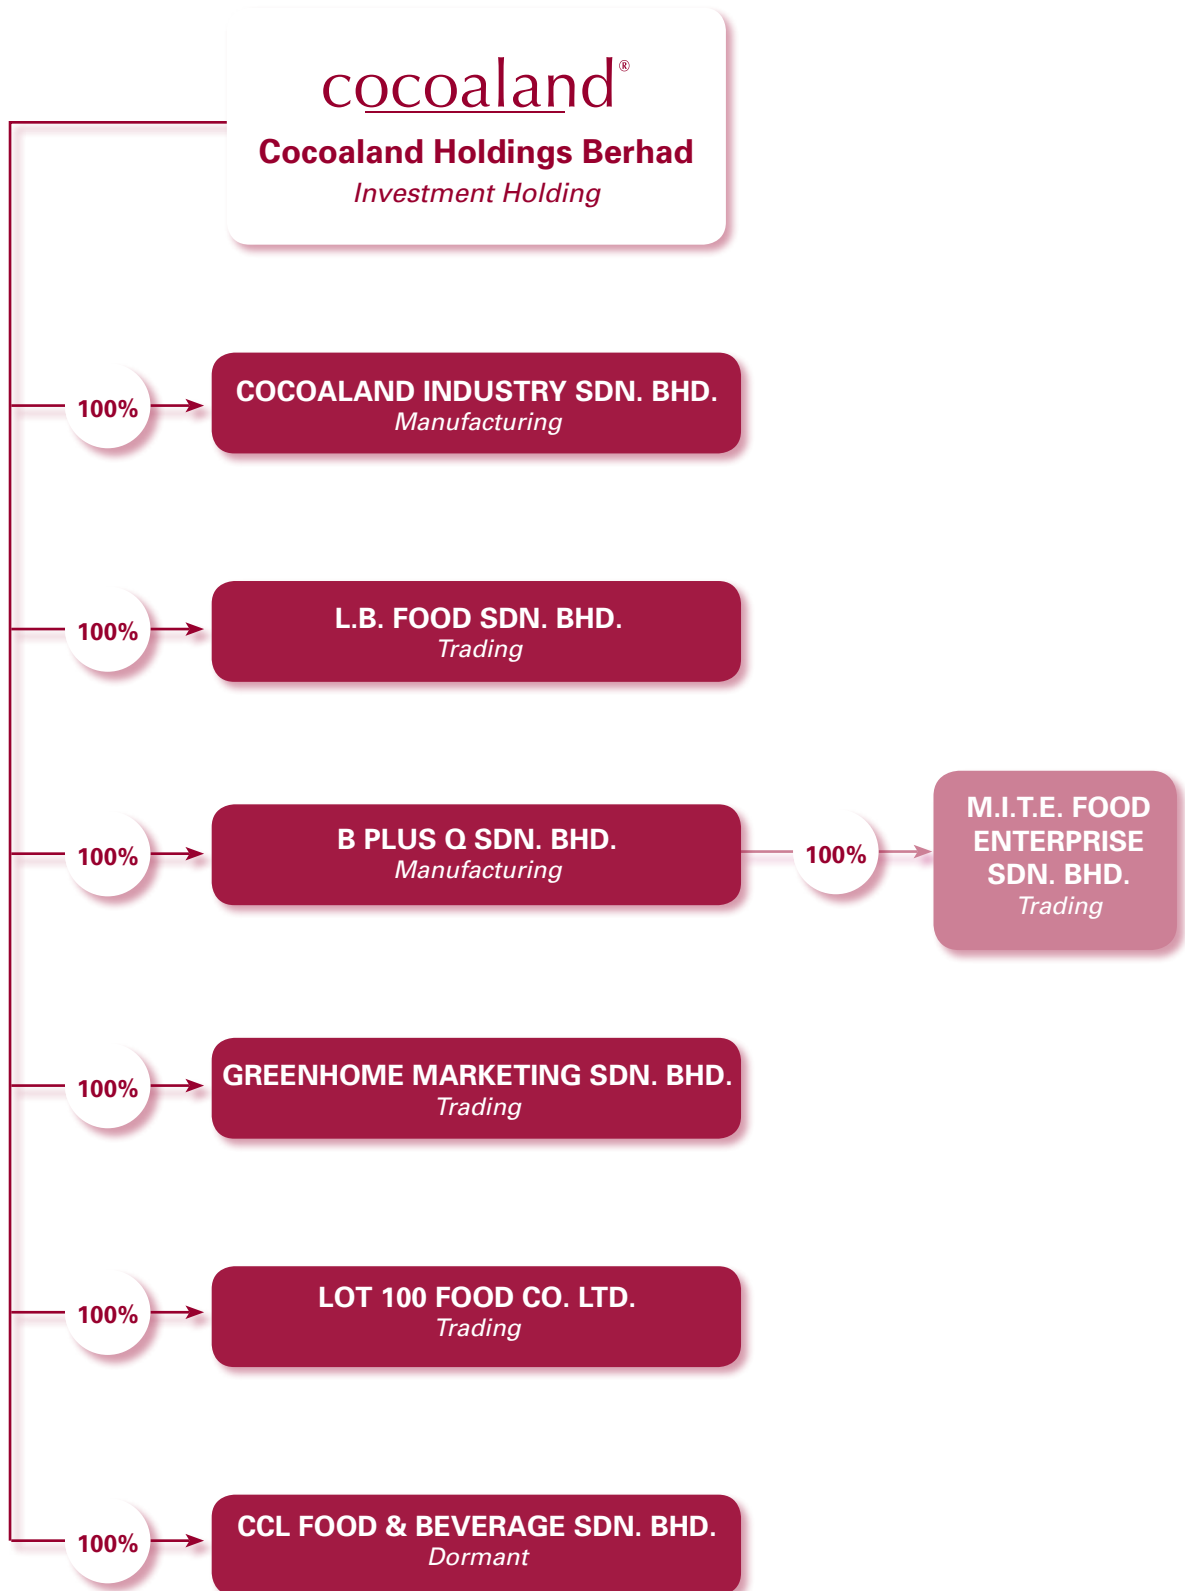 cocoaland®
Cocoaland Holdings Berhad
Investment Holding
100%
COCOALAND INDUSTRY SDN. BHD.
Manufacturing
100%
L.B. FOOD SDN. BHD.
Trading
100%
B PLUS Q SDN. BHD.
Manufacturing
100%
M.I.T.E. FOOD
ENTERPRISE
SDN. BHD.
Trading
100%
GREENHOME MARKETING SDN. BHD.
Trading
100%
LOT 100 FOOD CO. LTD.
Trading
100%
CCL FOOD & BEVERAGE SDN. BHD.
Dormant